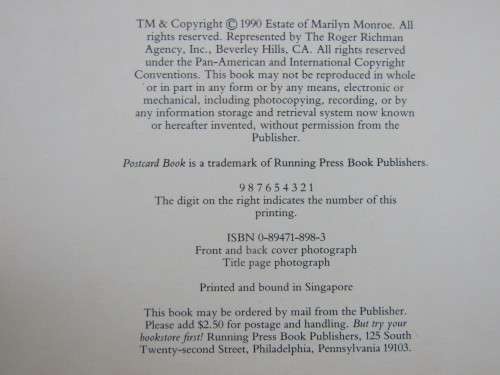 TM & Copyright © 1990 Estate of Marilyn Monroe. All
rights reserved. Represented by The Roger Richman
Agency, Inc., Beverley Hills, CA. All rights reserved
under the Pan-American and International Copyright
Conventions. This book may not be reproduced in whole
or in part in any form or by any means, electronic or
mechanical, including photocopying, recording, or by
any information storage and retrieval system now known
or hereafter invented, without permission from the
Publisher.
Postcard Book is a trademark of Running Press Book Publishers.
9 8 7 6 5 4 3 2 1
The digit on the right indicates the number of this
printing.
ISBN 0-89471-898-3
Front and back cover photograph
Title page photograph
Printed and bound in Singapore
This book may be ordered by mail from the Publisher.
Please add $2.50 for postage and handling. But try your
bookstore first! Running Press Book Publishers, 125 South
Twenty-second Street, Philadelphia, Pennsylvania 19103.